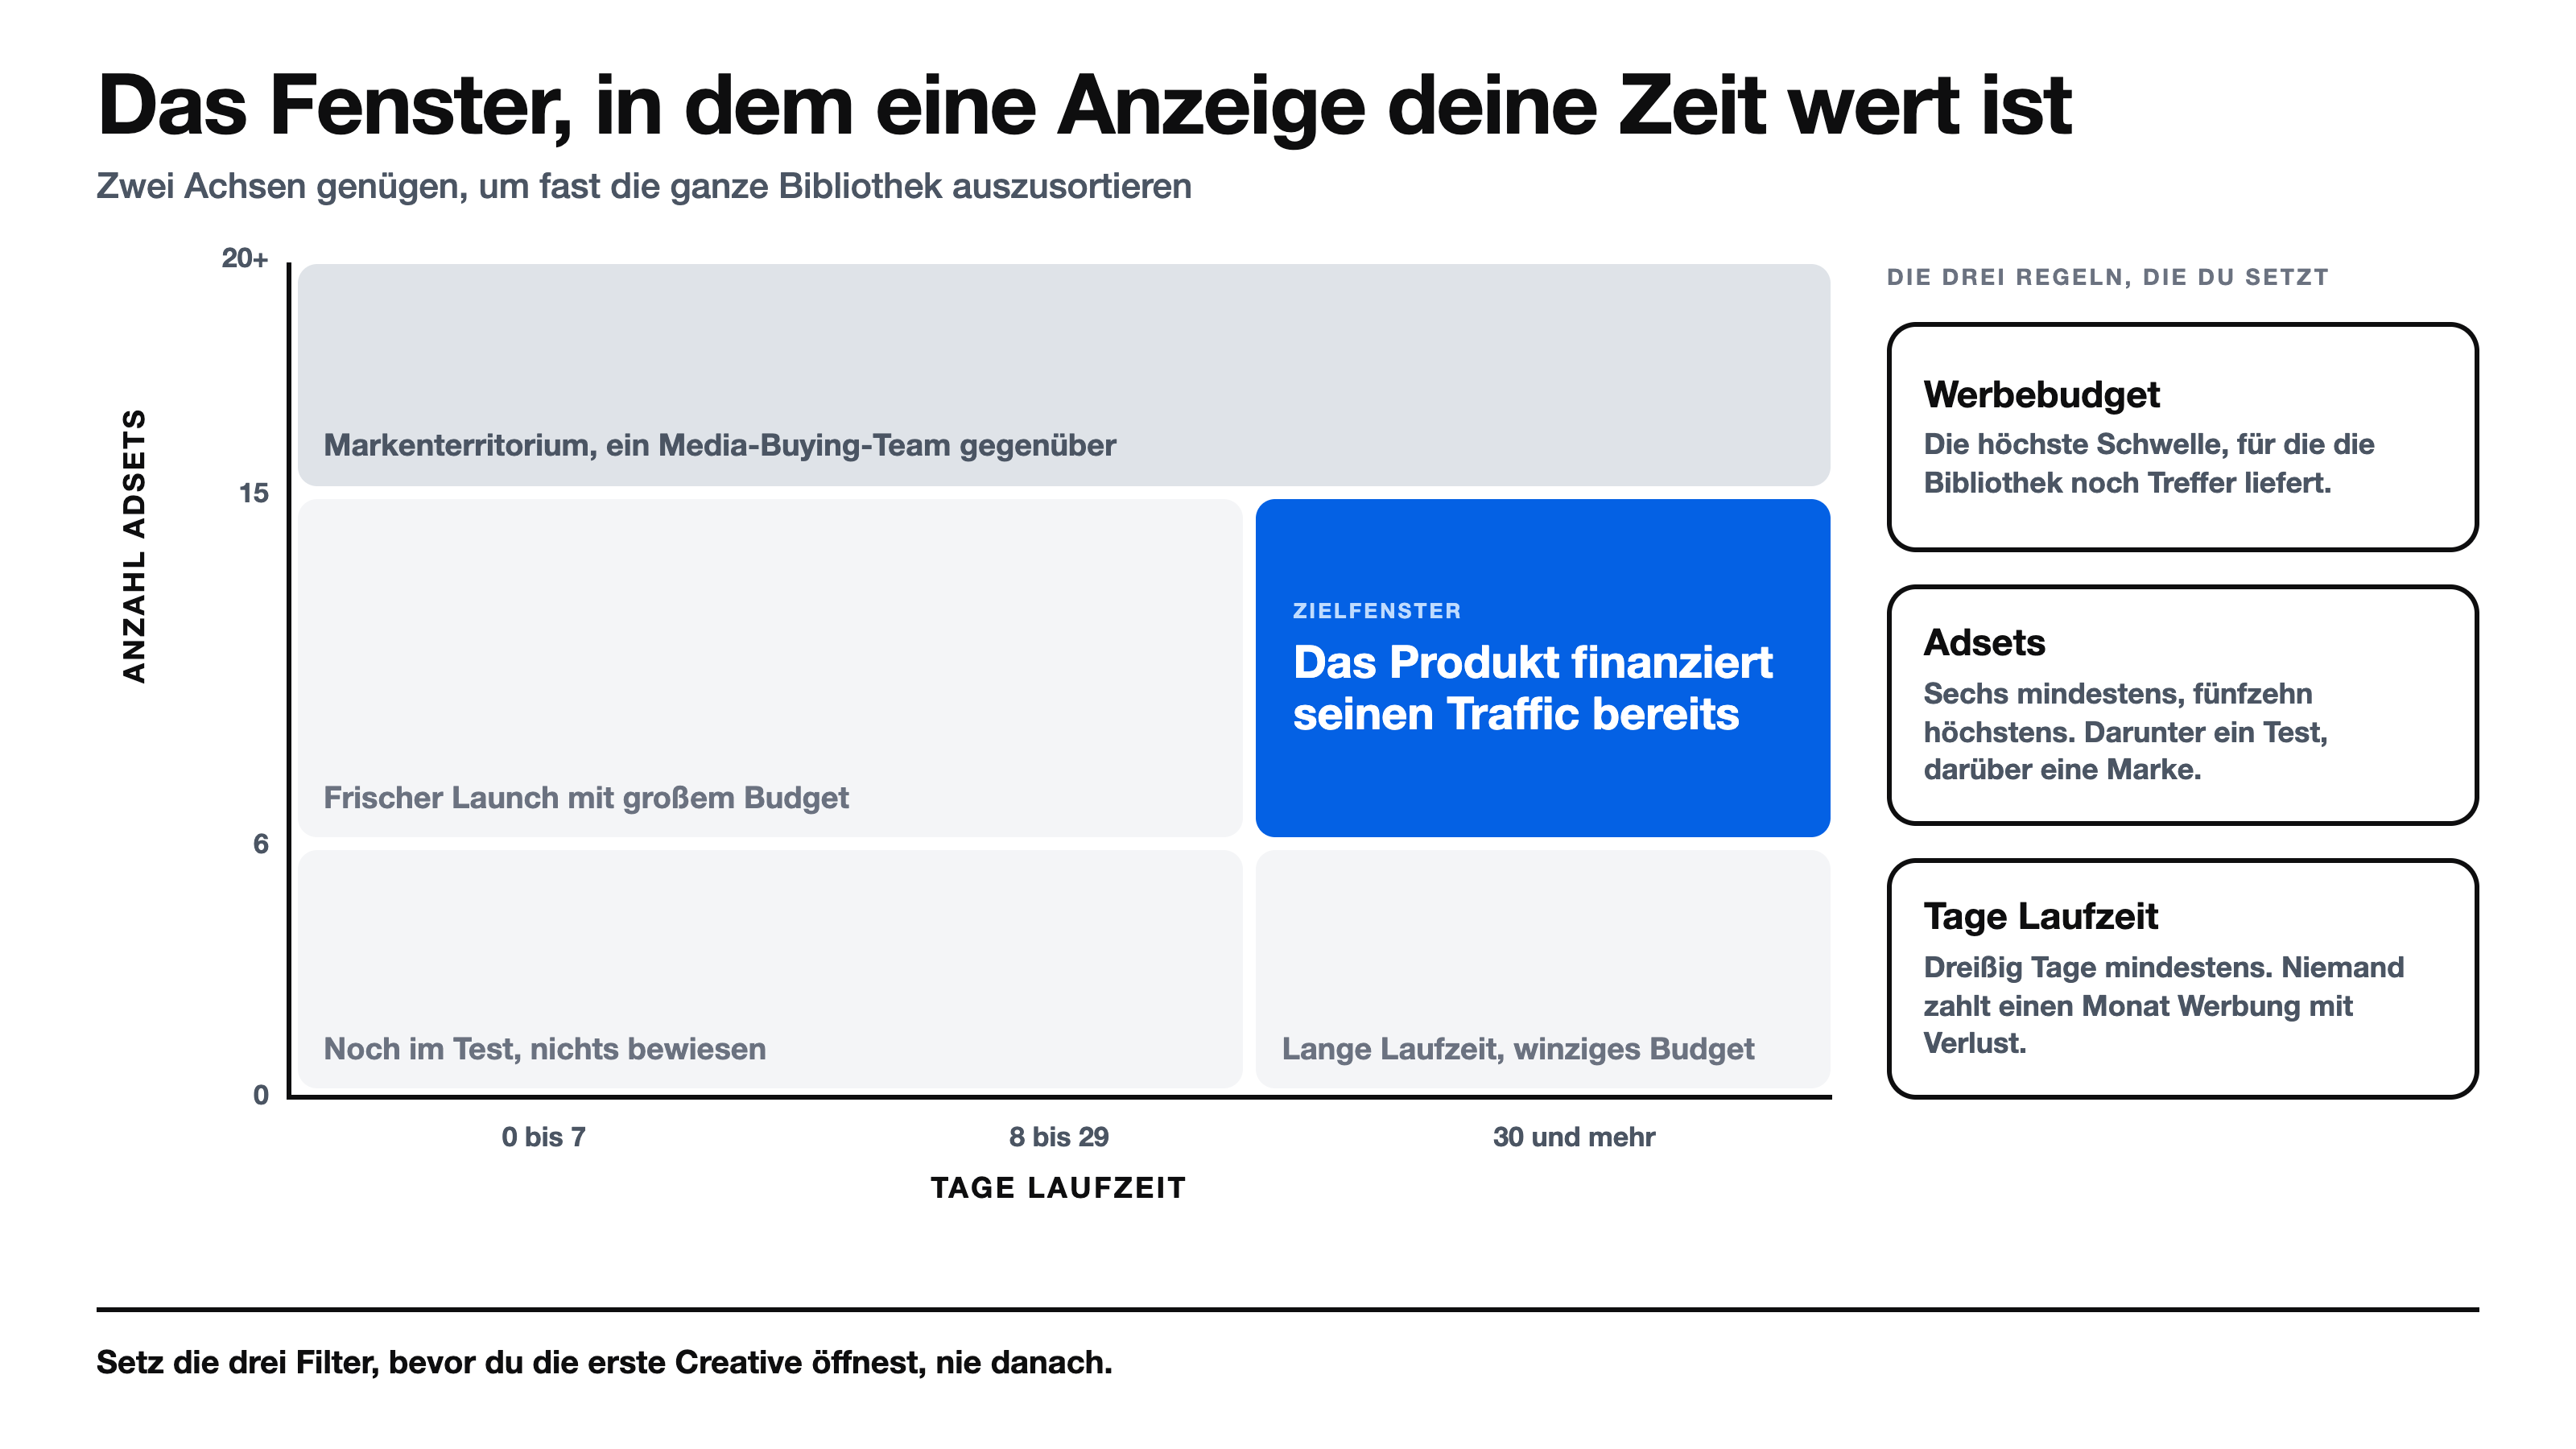 Das Fenster, in dem eine Anzeige deine Zeit wert ist
Zwei Achsen genügen, um fast die ganze Bibliothek auszusortieren
ANZAHL ADSETS
20+
15
6
0
Markenterritorium, ein Media-Buying-Team gegenüber
Frischer Launch mit großem Budget
ZIELFENSTER
Das Produkt finanziert
seinen Traffic bereits
Noch im Test, nichts bewiesen
Lange Laufzeit, winziges Budget
0 bis 7
8 bis 29
30 und mehr
TAGE LAUFZEIT
DIE DREI REGELN, DIE DU SETZT
Werbebudget
Die höchste Schwelle, für die die
Bibliothek noch Treffer liefert.
Adsets
Sechs mindestens, fünfzehn
höchstens. Darunter ein Test,
darüber eine Marke.
Tage Laufzeit
Dreißig Tage mindestens. Niemand
zahlt einen Monat Werbung mit
Verlust.
Setz die drei Filter, bevor du die erste Creative öffnest, nie danach.